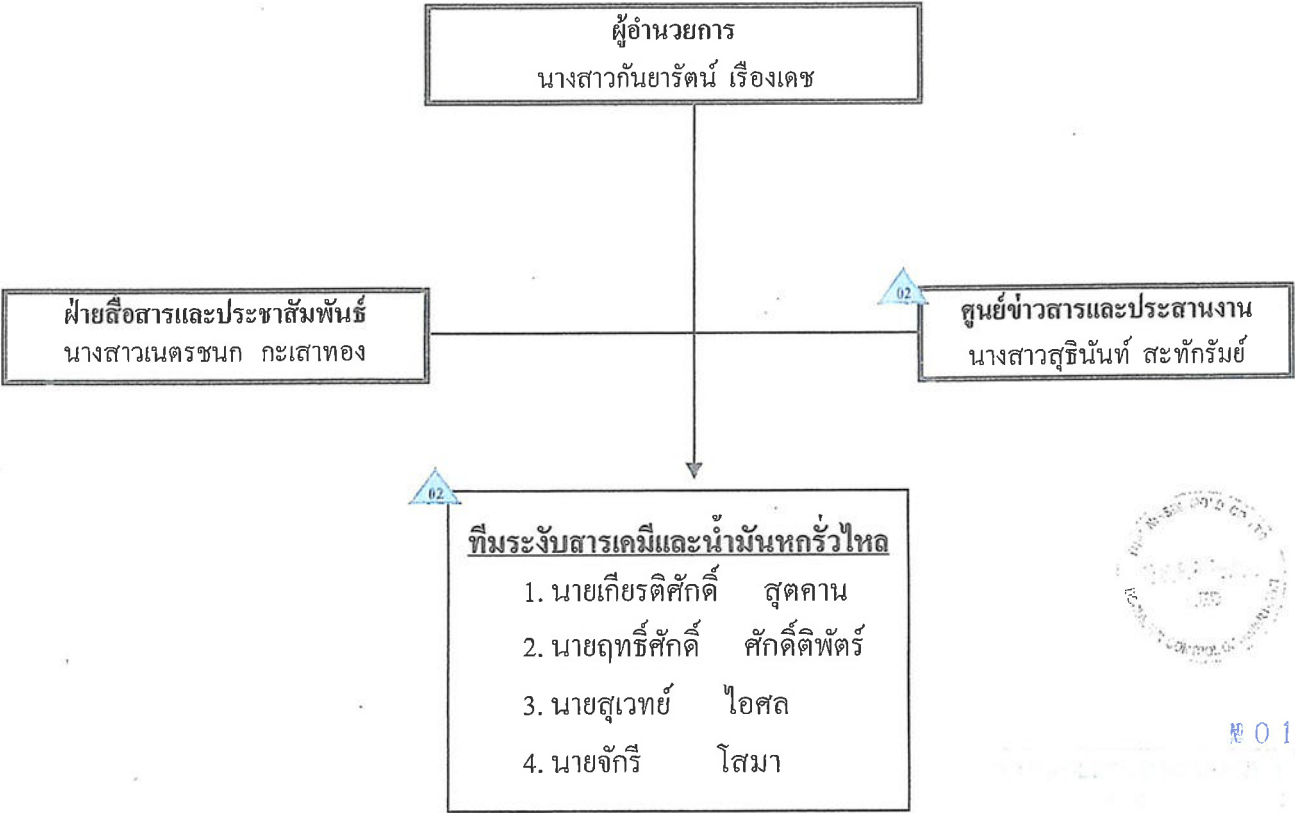 ผู้อำนวยการ
นางสาวกันยารัตน์ เรืองเดช
02
ฝ่ายสื่อสารและประชาสัมพันธ์
นางสาวเนตรชนก กะเสาทอง
ศูนย์ข่าวสารและประสานงาน
นางสาวสุธินันท์ สะทักรัมย์
02
ทีมระงับสารเคมีและน้ำมันหกรั่วไหล
1. นายเกียรติศักดิ์ สุตคาน
2. นายฤทธิ์ศักดิ์ ศักดิ์ติพัตร์
3. นายสุเวทย์ ไอศล
4. นายจักรี โสมา
01